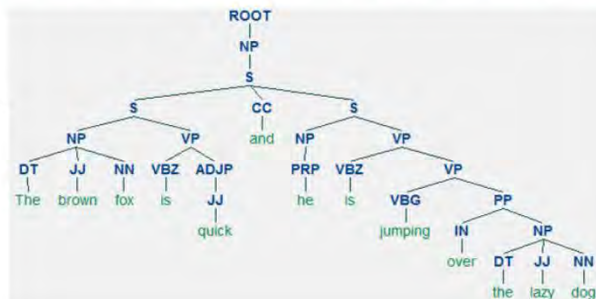 ROOT
NP
S
S CC S
and
NP VP NP VP
DT JJ NN VBZ ADJP PRP VBZ VP
The brown fox is JJ he is VBG PP
quick jumping IN NP
over DT JJ NN
the lazy dog